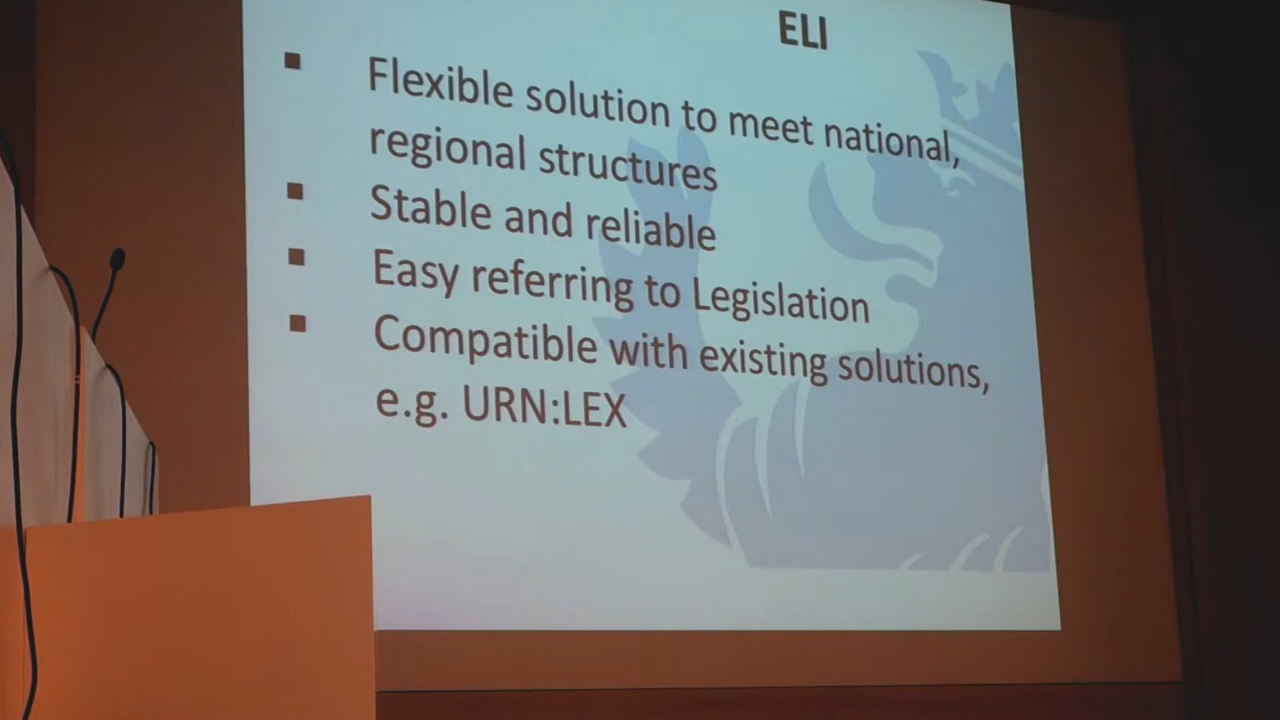 ELI
▪ Flexible solution to meet national,
regional structures
▪ Stable and reliable
▪ Easy referring to Legislation
▪ Compatible with existing solutions,
e.g. URN:LEX